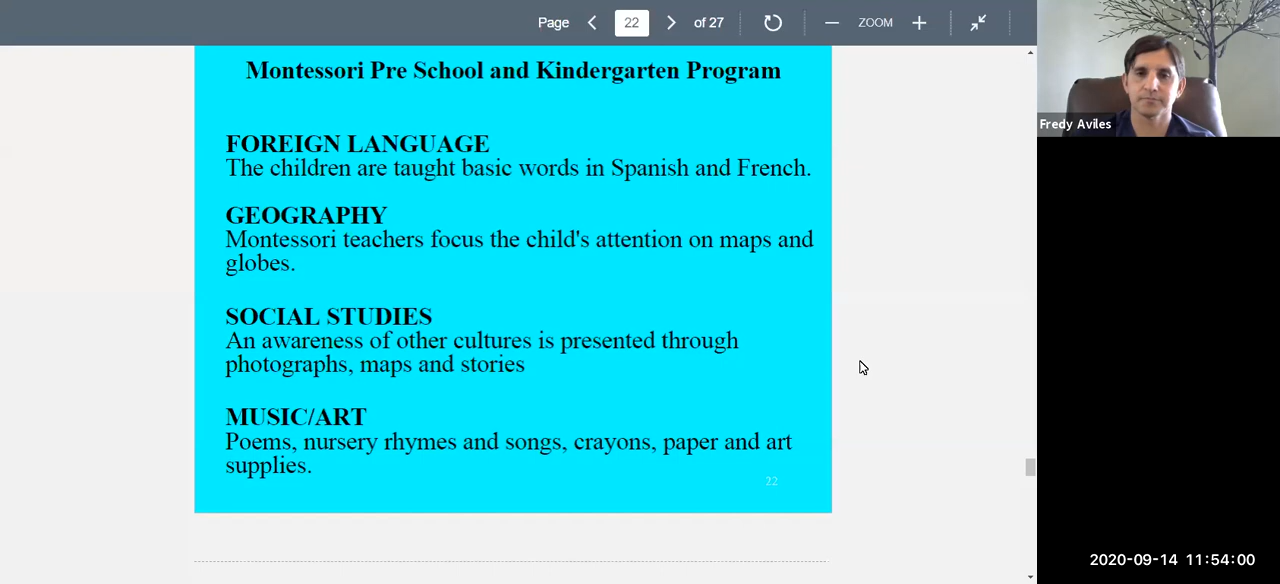 Page 22 of 27 ZOOM
Montessori Pre School and Kindergarten Program
FOREIGN LANGUAGE
The children are taught basic words in Spanish and French.
GEOGRAPHY
Montessori teachers focus the child's attention on maps and
globes.
SOCIAL STUDIES
An awareness of other cultures is presented through
photographs, maps and stories
MUSIC/ART
Poems, nursery rhymes and songs, crayons, paper and art
supplies.
22
Fredy Aviles
2020-09-14 11:54:00